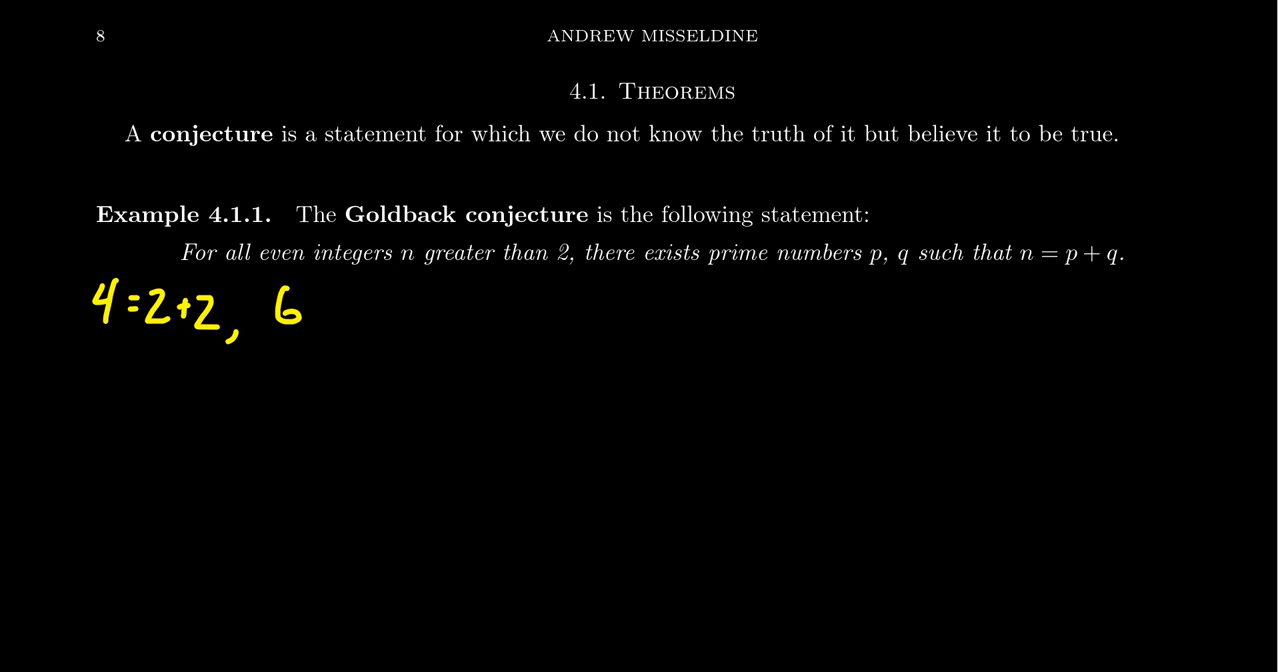 8 ANDREW MISSELDINE
4.1. THEOREMS
A conjecture is a statement for which we do not know the truth of it but believe it to be true.
Example 4.1.1. The Goldback conjecture is the following statement:
For all even integers n greater than 2, there exists prime numbers p, q such that n = p + q.
4=2+2, 6